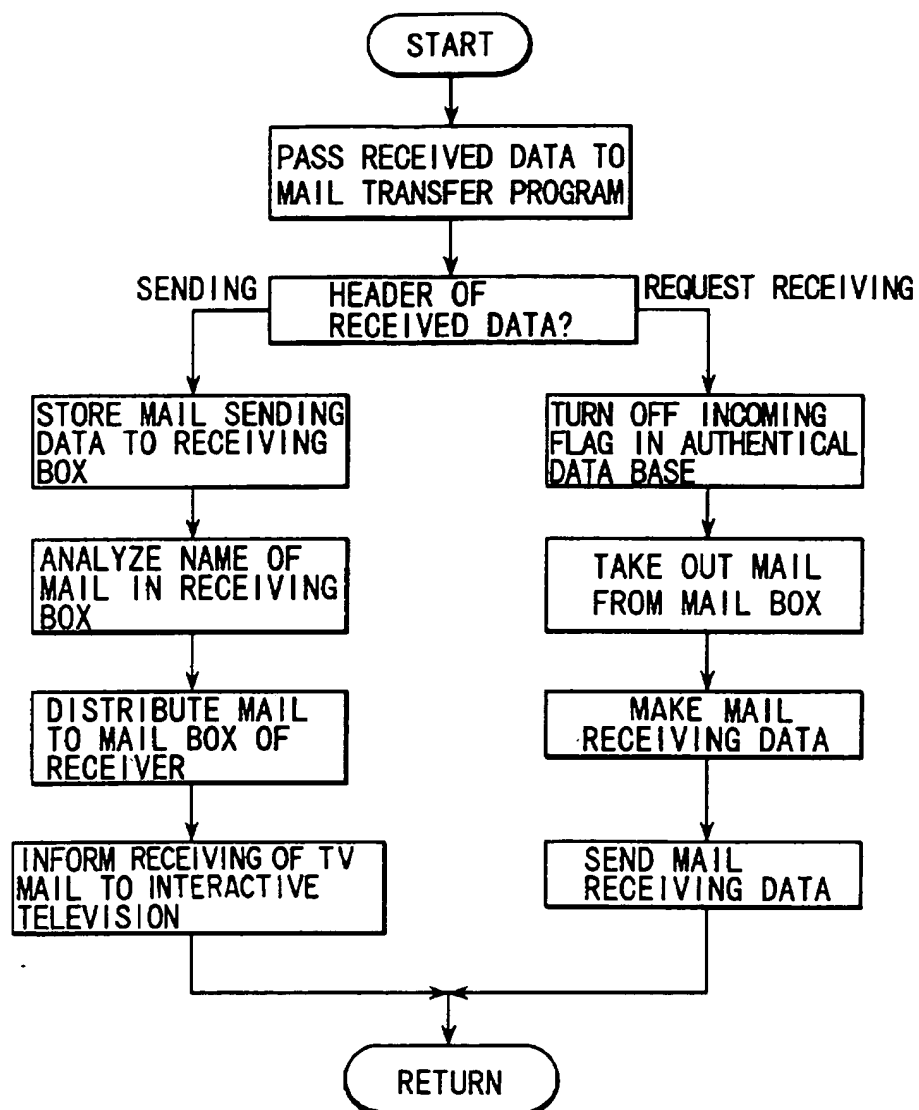 START
PASS RECEIVED DATA TO
MAIL TRANSFER PROGRAM
SENDING
HEADER OF
RECEIVED DATA?
REQUEST RECEIVING
STORE MAIL SENDING
DATA TO RECEIVING
BOX
ANALYZE NAME OF
MAIL IN RECEIVING
BOX
DISTRIBUTE MAIL
TO MAIL BOX OF
RECEIVER
INFORM RECEIVING OF TV
MAIL TO INTERACTIVE
TELEVISION
TURN OFF INCOMING
FLAG IN AUTHENTICAL
DATA BASE
TAKE OUT MAIL
FROM MAIL BOX
MAKE MAIL
RECEIVING DATA
SEND MAIL
RECEIVING DATA
RETURN